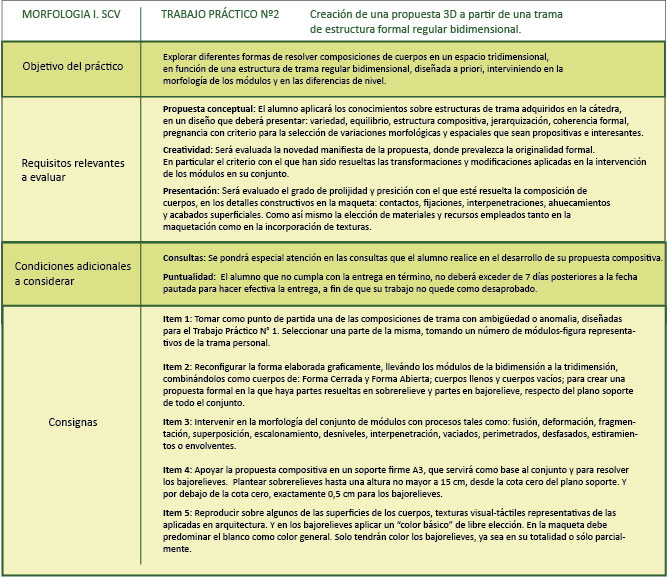 MORFOLOGIA I. SCV
TRABAJO PRÁCTICO Nº2
Creación de una propuesta 3D a partir de una trama
de estructura formal regular bidimensional.
Objetivo del práctico
Explorar diferentes formas de resolver composiciones de cuerpos en un espacio tridimensional,
en función de una estructura de trama regular bidimensional, diseñada a priori, interviniendo en la
morfología de los módulos y en las diferencias de nivel.
Requisitos relevantes
a evaluar
Propuesta conceptual: El alumno aplicará los conocimientos sobre estructuras de trama adquiridos en la cátedra,
en un diseño que deberá presentar: variedad, equilibrio, estructura compositiva, jerarquización, coherencia formal,
pregnancia con criterio para la selección de variaciones morfológicas y espaciales que sean propositivas e interesantes.
Creatividad: Será evaluada la novedad manifiesta de la propuesta, donde prevalezca la originalidad formal.
En particular el criterio con el que han sido resueltas las transformaciones y modificaciones aplicadas en la intervención
de los módulos en su conjunto.
Presentación: Será evaluado el grado de prolijidad y presición con el que esté resuelta la composición de
cuerpos, en los detalles constructivos en la maqueta: contactos, fijaciones, interpenetraciones, ahuecamientos
y acabados superficiales. Como así mismo la elección de materiales y recursos empleados tanto en la
maquetación como en la incorporación de texturas.
Condiciones adicionales
a considerar
Consultas: Se pondrá especial atención en las consultas que el alumno realice en el desarrollo de su propuesta compositiva.
Puntualidad: El alumno que no cumpla con la entrega en término, no deberá exceder de 7 días posteriores a la fecha
pautada para hacer efectiva la entrega, a fin de que su trabajo no quede como desaprobado.
Consignas
Item 1: Tomar como punto de partida una de las composiciones de trama con ambigüedad o anomalia, diseñadas
para el Trabajo Práctico N° 1. Seleccionar una parte de la misma, tomando un número de módulos-figura representa-
tivos de la trama personal.
Item 2: Reconfigurar la forma elaborada graficamente, llevándo los módulos de la bidimensión a la tridimensión,
combinándolos como cuerpos de: Forma Cerrada y Forma Abierta; cuerpos llenos y cuerpos vacíos; para crear una
propuesta formal en la que haya partes resueltas en sobrerelieve y partes en bajorelieve, respecto del plano soporte
de todo el conjunto.
Item 3: Intervenir en la morfología del conjunto de módulos con procesos tales como: fusión, deformación, fragmen-
tación, superposición, escalonamiento, desniveles, interpenetración, vaciados, perimetrados, desfasados, estiramien-
tos o envolventes.
Item 4: Apoyar la propuesta compositiva en un soporte firme A3, que servirá como base al conjunto y para resolver
los bajorelieves. Plantear sobrerelieves hasta una altura no mayor a 15 cm, desde la cota cero del plano soporte. Y
por debajo de la cota cero, exactamente 0,5 cm para los bajorelieves.
Item 5: Reproducir sobre algunos de las superficies de los cuerpos, texturas visual-táctiles representativas de las
aplicadas en arquitectura. Y en los bajorelieves aplicar un “color básico” de libre elección. En la maqueta debe
predominar el blanco como color general. Solo tendrán color los bajorelieves, ya sea en su totalidad o sólo parcial-
mente.